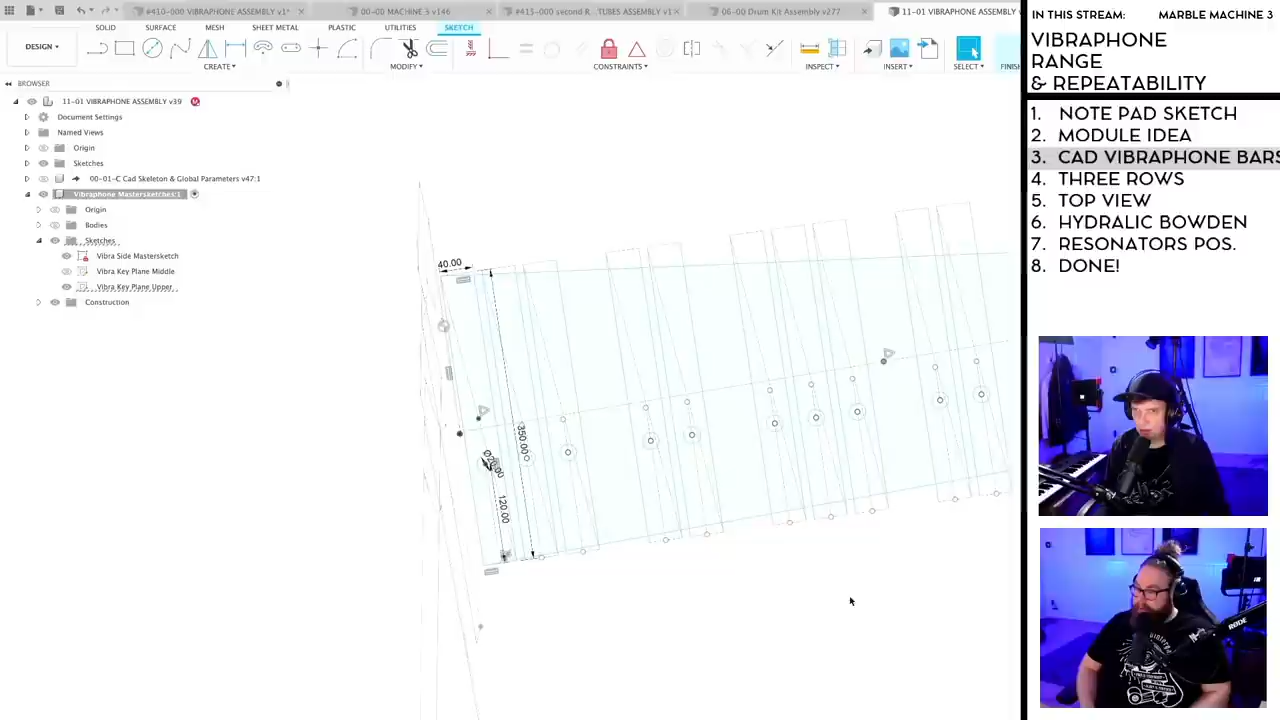 #410-000 VIBRAPHONE ASSEMBLY v1*
00-00 MACHINE 3 v146
#415-000 second R...TUBES ASSEMBLY v1
06-00 Drum Kit Assembly v277
11-01 VIBRAPHONE ASSEMBLY v
SOLID
SURFACE
MESH
SHEET METAL
PLASTIC
UTILITIES
SKETCH
DESIGN
CREATE
MODIFY
CONSTRAINTS
INSPECT
INSERT
SELECT
FINIS
BROWSER
11-01 VIBRAPHONE ASSEMBLY v39
Document Settings
Named Views
Origin
Sketches
00-01-C Cad Skeleton & Global Parameters v47:1
Vibraphone Mastersketches:1
Origin
Bodies
Sketches
Vibra Side Mastersketch
Vibra Key Plane Middle
Vibra Key Plane Upper
Construction
40.00
350.00
120.00
IN THIS STREAM: MARBLE MACHINE 3
VIBRAPHONE
RANGE
& REPEATABILITY
1. NOTE PAD SKETCH
2. MODULE IDEA
3. CAD VIBRAPHONE BARS
4. THREE ROWS
5. TOP VIEW
6. HYDRALIC BOWDEN
7. RESONATORS POS.
8. DONE!
RODE